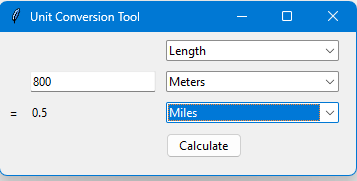 Unit Conversion Tool
Length
800 Meters
= 0.5 Miles
Calculate